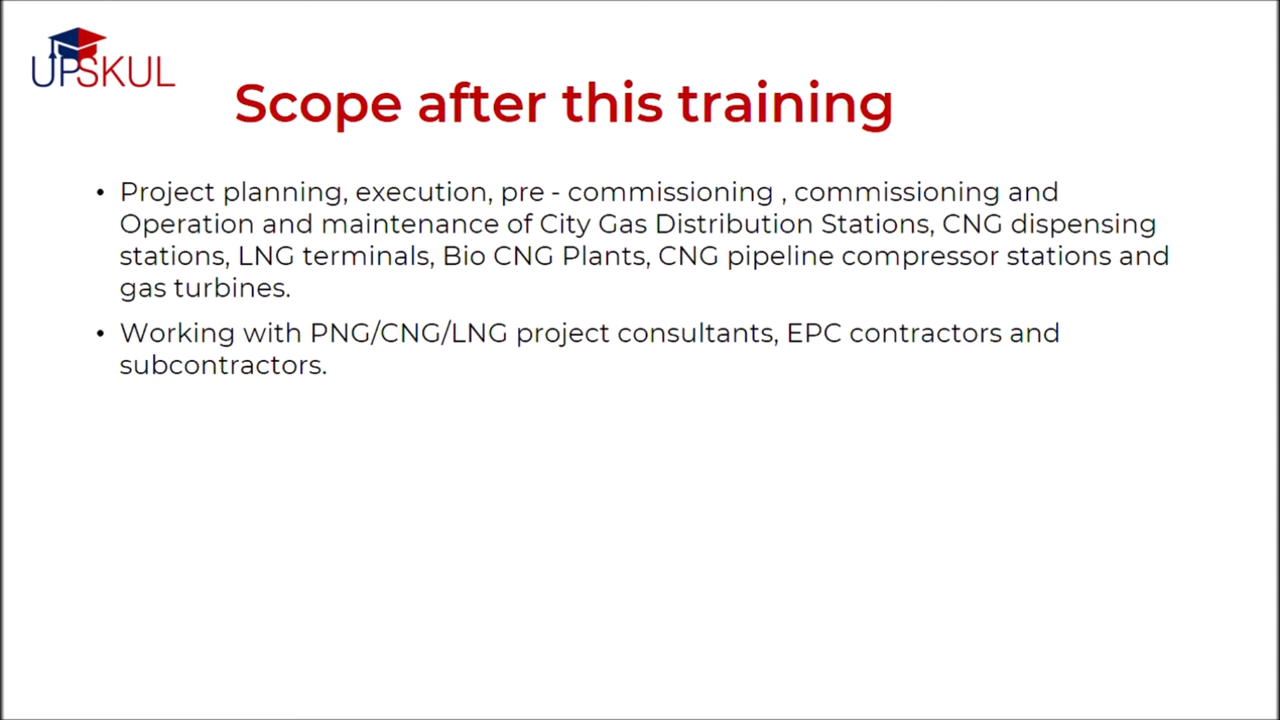 UPSKUL
Scope after this training
• Project planning, execution, pre - commissioning , commissioning and
Operation and maintenance of City Gas Distribution Stations, CNG dispensing
stations, LNG terminals, Bio CNG Plants, CNG pipeline compressor stations and
gas turbines.
• Working with PNG/CNG/LNG project consultants, EPC contractors and
subcontractors.